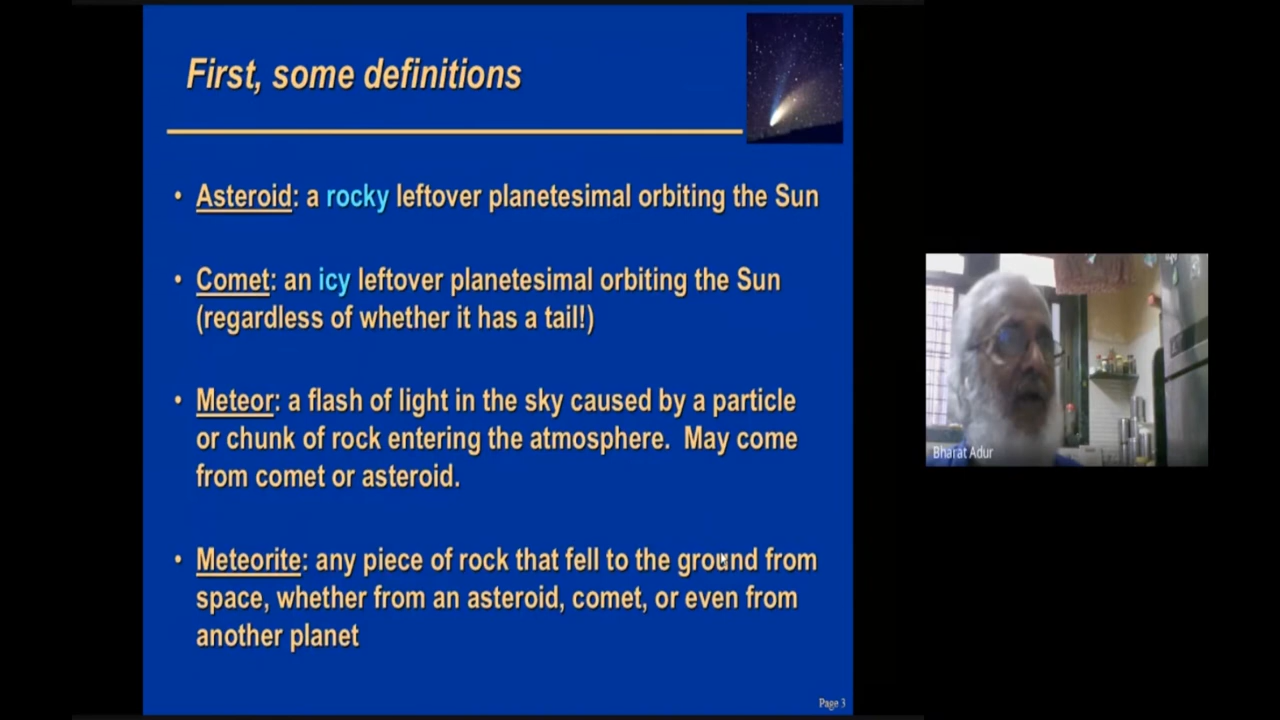 First, some definitions
• Asteroid: a rocky leftover planetesimal orbiting the Sun
• Comet: an icy leftover planetesimal orbiting the Sun
(regardless of whether it has a tail!)
• Meteor: a flash of light in the sky caused by a particle
or chunk of rock entering the atmosphere. May come
from comet or asteroid.
• Meteorite: any piece of rock that fell to the ground from
space, whether from an asteroid, comet, or even from
another planet
Page 3
Bharat Adur